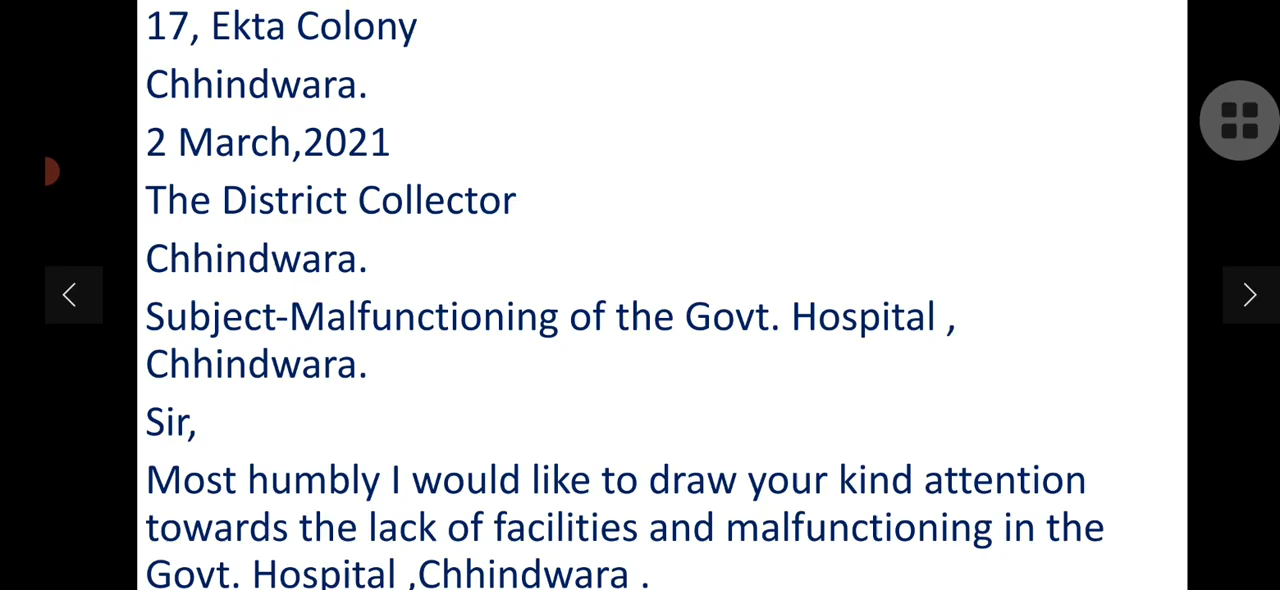 17, Ekta Colony
Chhindwara.
2 March,2021
The District Collector
Chhindwara.
Subject-Malfunctioning of the Govt. Hospital ,
Chhindwara.
Sir,
Most humbly I would like to draw your kind attention
towards the lack of facilities and malfunctioning in the
Govt. Hospital ,Chhindwara .